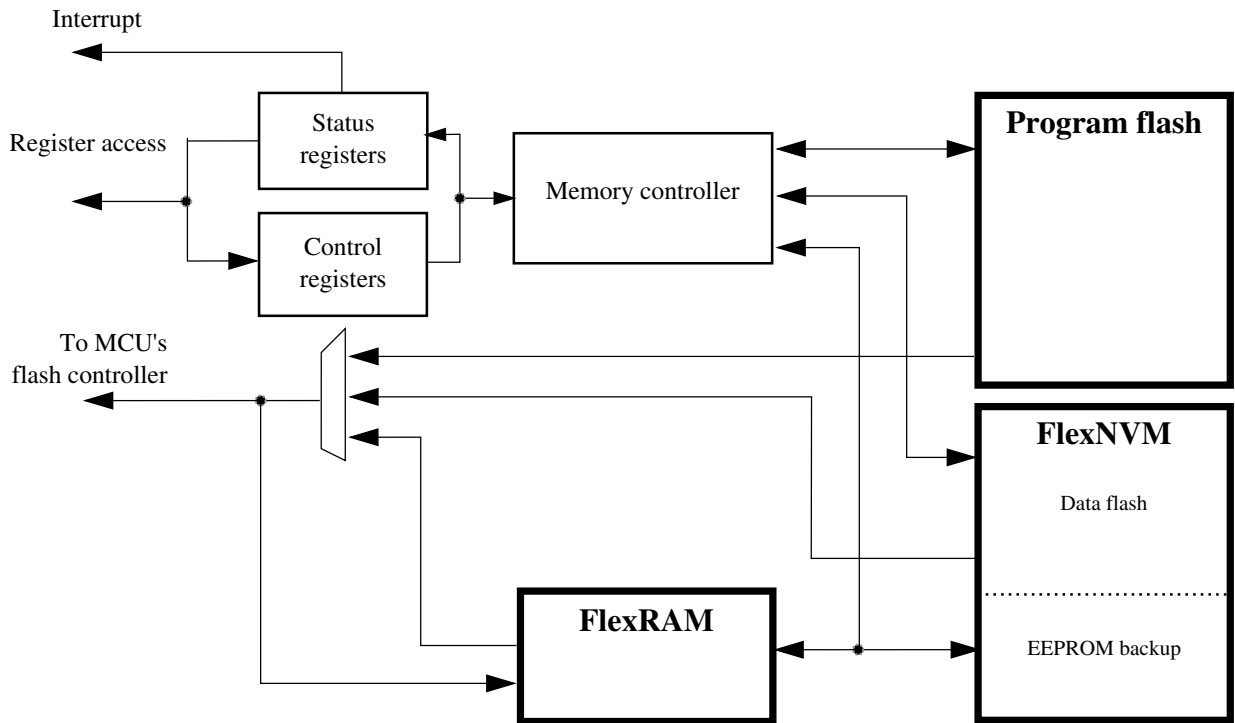 Interrupt
Register access
Status
registers
Control
registers
Memory controller
Program flash
To MCU's
flash controller
FlexNVM
Data flash
EEPROM backup
FlexRAM